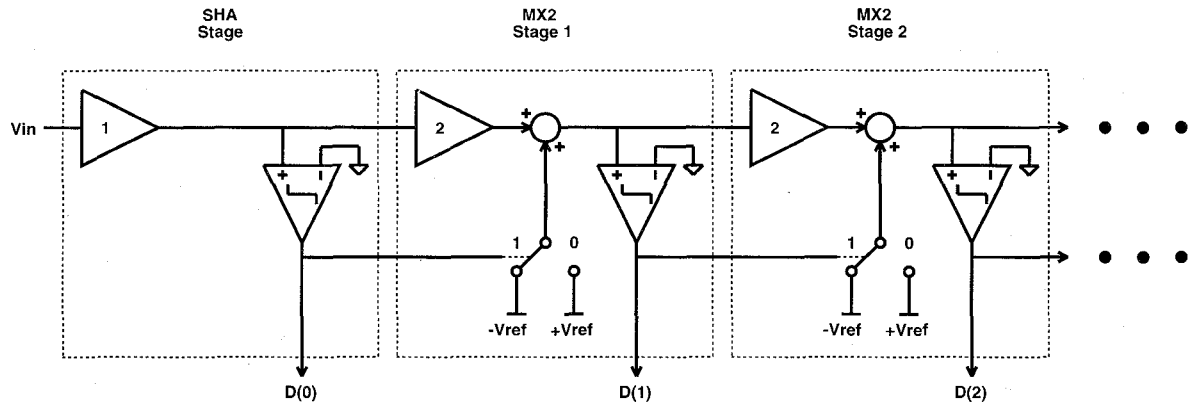 SHA
Stage
MX2
Stage 1
MX2
Stage 2
Vin
1
2
+
+
2
+
+
+ -
+ -
+ -
1 0
1 0
-Vref +Vref
-Vref +Vref
D(0)
D(1)
D(2)